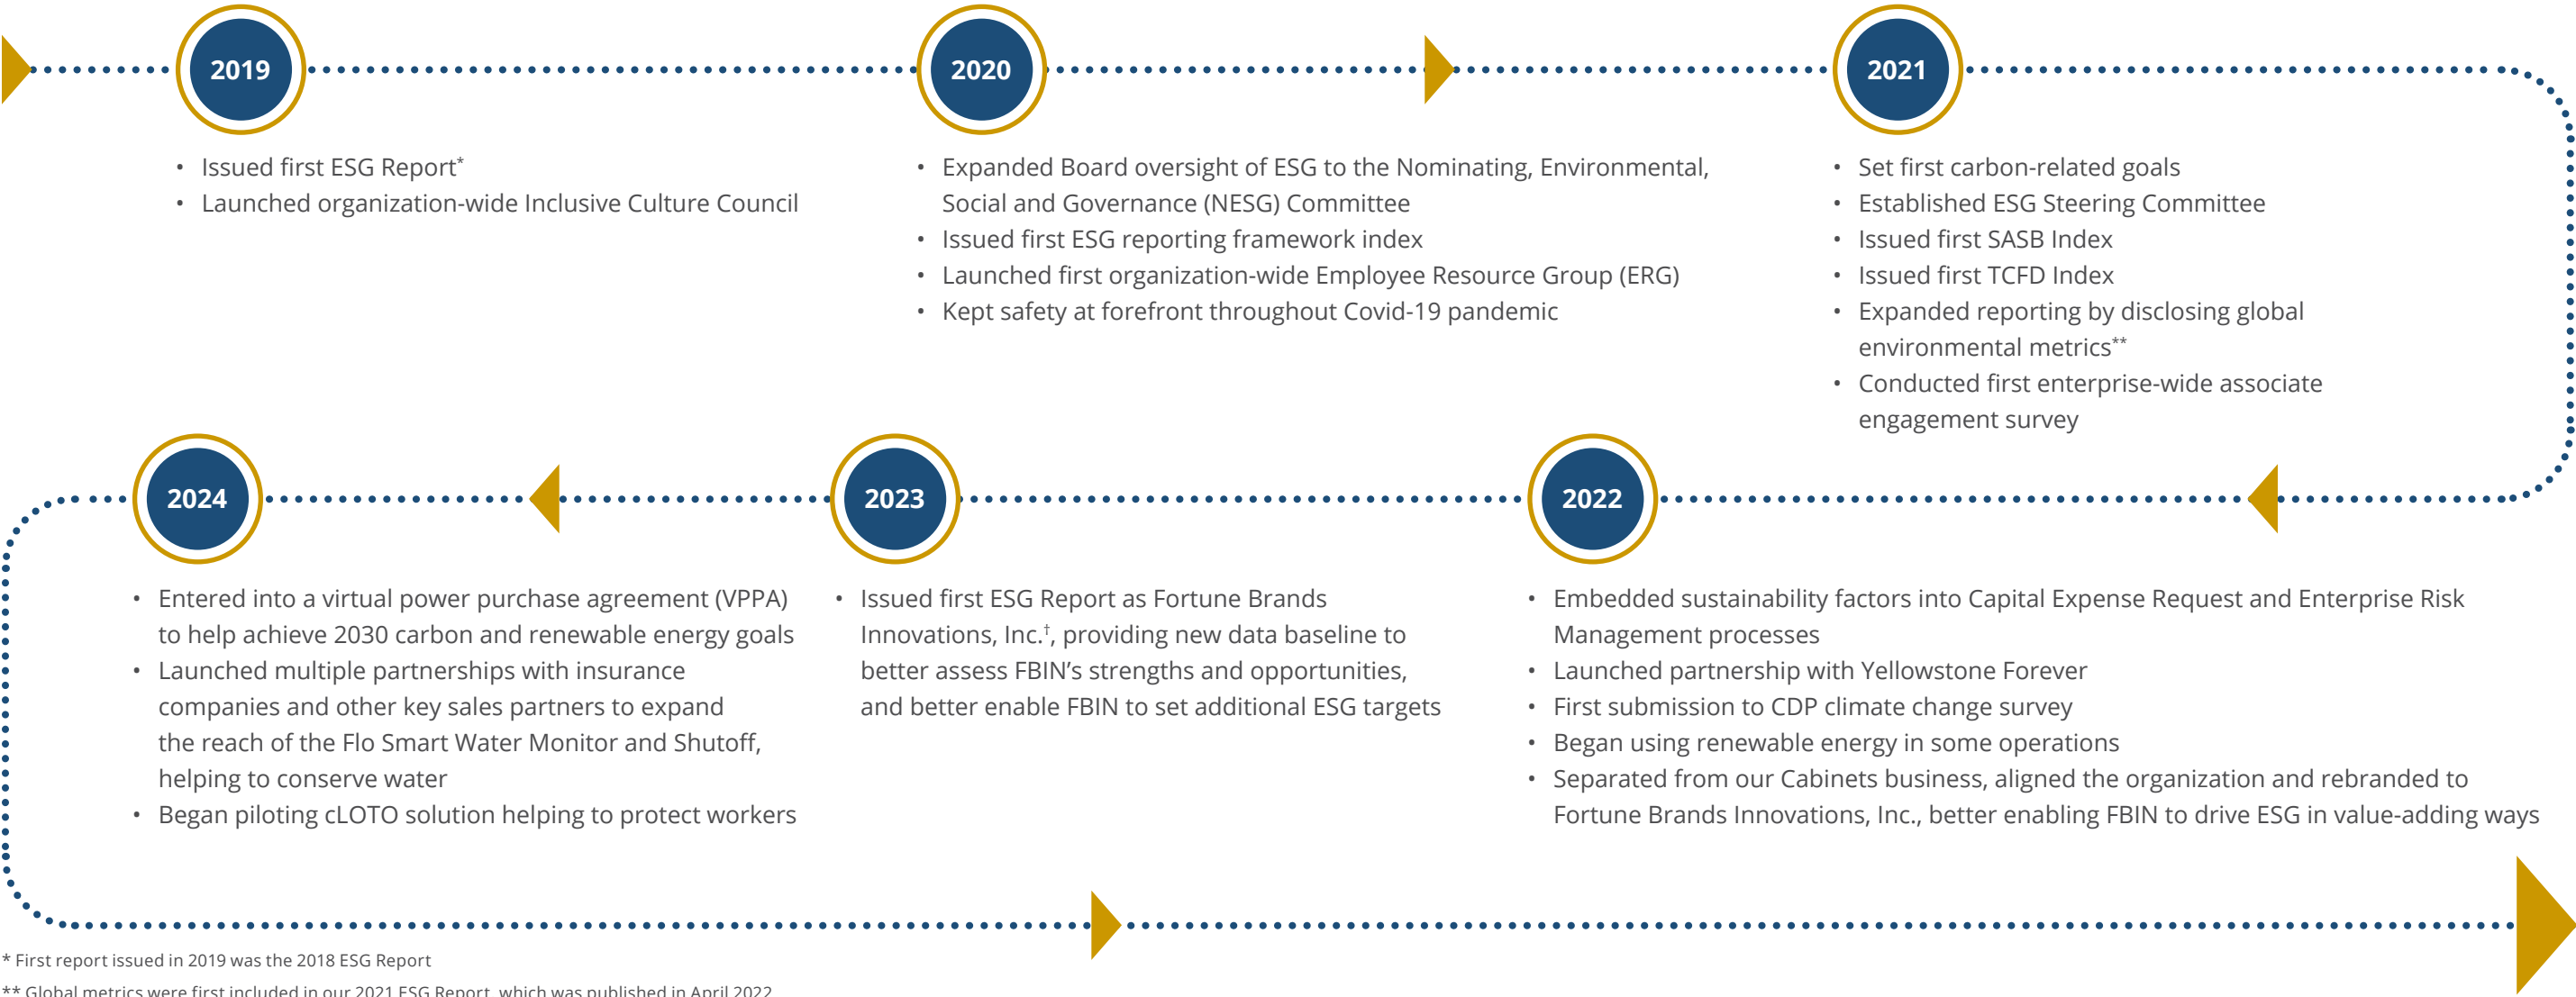 2019
• Issued first ESG Report*
• Launched organization-wide Inclusive Culture Council
2020
• Expanded Board oversight of ESG to the Nominating, Environmental,
Social and Governance (NESG) Committee
• Issued first ESG reporting framework index
• Launched first organization-wide Employee Resource Group (ERG)
• Kept safety at forefront throughout Covid-19 pandemic
2021
• Set first carbon-related goals
• Established ESG Steering Committee
• Issued first SASB Index
• Issued first TCFD Index
• Expanded reporting by disclosing global
environmental metrics**
• Conducted first enterprise-wide associate
engagement survey
2022
• Embedded sustainability factors into Capital Expense Request and Enterprise Risk
Management processes
• Launched partnership with Yellowstone Forever
• First submission to CDP climate change survey
• Began using renewable energy in some operations
• Separated from our Cabinets business, aligned the organization and rebranded to
Fortune Brands Innovations, Inc., better enabling FBIN to drive ESG in value-adding ways
2023
• Issued first ESG Report as Fortune Brands
Innovations, Inc.†, providing new data baseline to
better assess FBIN’s strengths and opportunities,
and better enable FBIN to set additional ESG targets
2024
• Entered into a virtual power purchase agreement (VPPA)
to help achieve 2030 carbon and renewable energy goals
• Launched multiple partnerships with insurance
companies and other key sales partners to expand
the reach of the Flo Smart Water Monitor and Shutoff,
helping to conserve water
• Began piloting cLOTO solution helping to protect workers
* First report issued in 2019 was the 2018 ESG Report
** Global metrics were first included in our 2021 ESG Report, which was published in April 2022